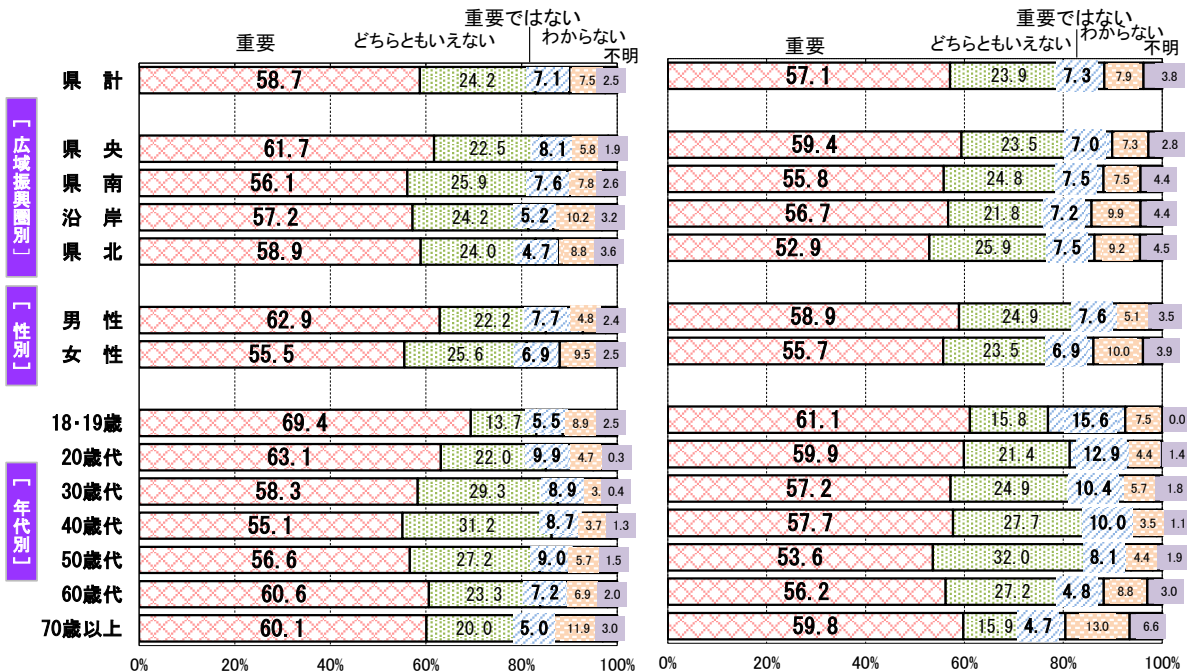 重要ではない
重要 どちらともいえない わからない
不明
重要ではない
重要 どちらともいえない わからない
不明
県 計 58.7 24.2 7.1 7.5 2.5 57.1 23.9 7.3 7.9 3.8
[広域振興圏別]
県 央 61.7 22.5 8.1 5.8 1.9 59.4 23.5 7.0 7.3 2.8
県 南 56.1 25.9 7.6 7.8 2.6 55.8 24.8 7.5 7.5 4.4
沿 岸 57.2 24.2 5.2 10.2 3.2 56.7 21.8 7.2 9.9 4.4
県 北 58.9 24.0 4.7 8.8 3.6 52.9 25.9 7.5 9.2 4.5
[性別]
男 性 62.9 22.2 7.7 4.8 2.4 58.9 24.9 7.6 5.1 3.5
女 性 55.5 25.6 6.9 9.5 2.5 55.7 23.5 6.9 10.0 3.9
[年代別]
18・19歳 69.4 13.7 5.5 8.9 2.5 61.1 15.8 15.6 7.5 0.0
20歳代 63.1 22.0 9.9 4.7 0.3 59.9 21.4 12.9 4.4 1.4
30歳代 58.3 29.3 8.9 3. 0.4 57.2 24.9 10.4 5.7 1.8
40歳代 55.1 31.2 8.7 3.7 1.3 57.7 27.7 10.0 3.5 1.1
50歳代 56.6 27.2 9.0 5.7 1.5 53.6 32.0 8.1 4.4 1.9
60歳代 60.6 23.3 7.2 6.9 2.0 56.2 27.2 4.8 8.8 3.0
70歳以上 60.1 20.0 5.0 11.9 3.0 59.8 15.9 4.7 13.0 6.6
0% 20% 40% 60% 80% 100% 0% 20% 40% 60% 80% 100%